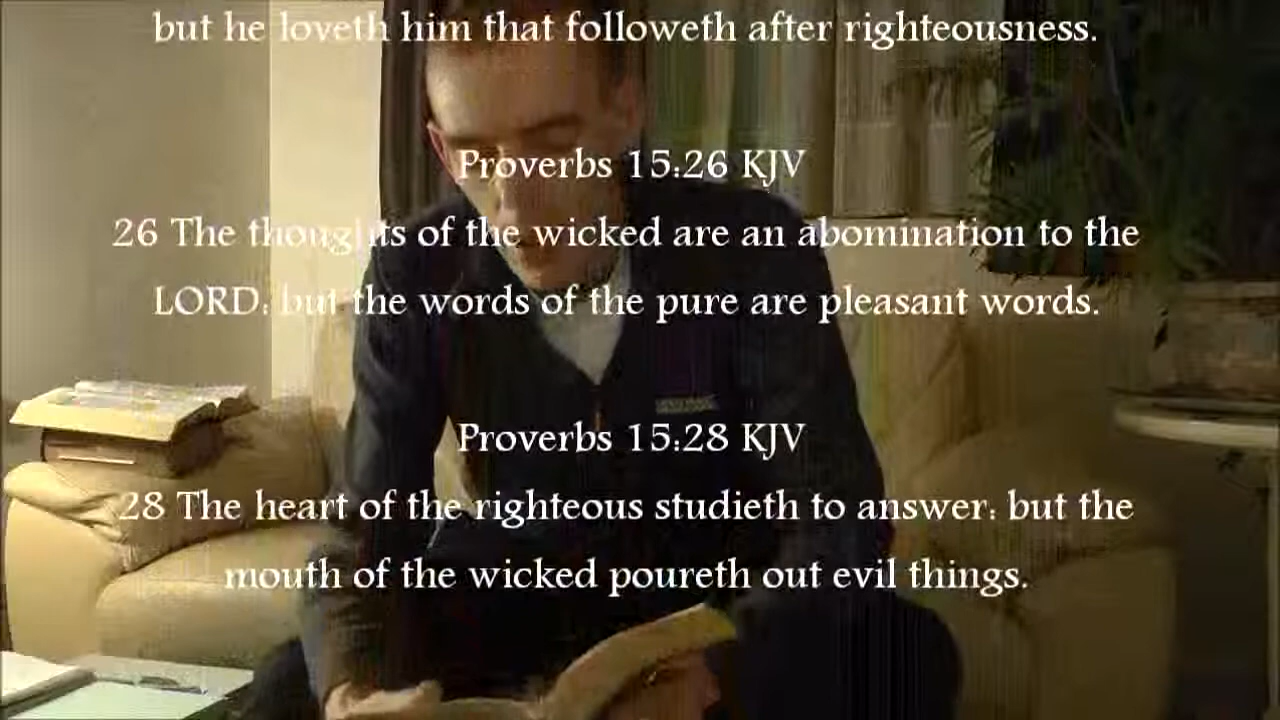 but he loveth him that followeth after righteousness.
Proverbs 15:26 KJV
26 The thoughts of the wicked are an abomination to the
LORD: but the words of the pure are pleasant words.
Proverbs 15:28 KJV
28 The heart of the righteous studieth to answer: but the
mouth of the wicked poureth out evil things.